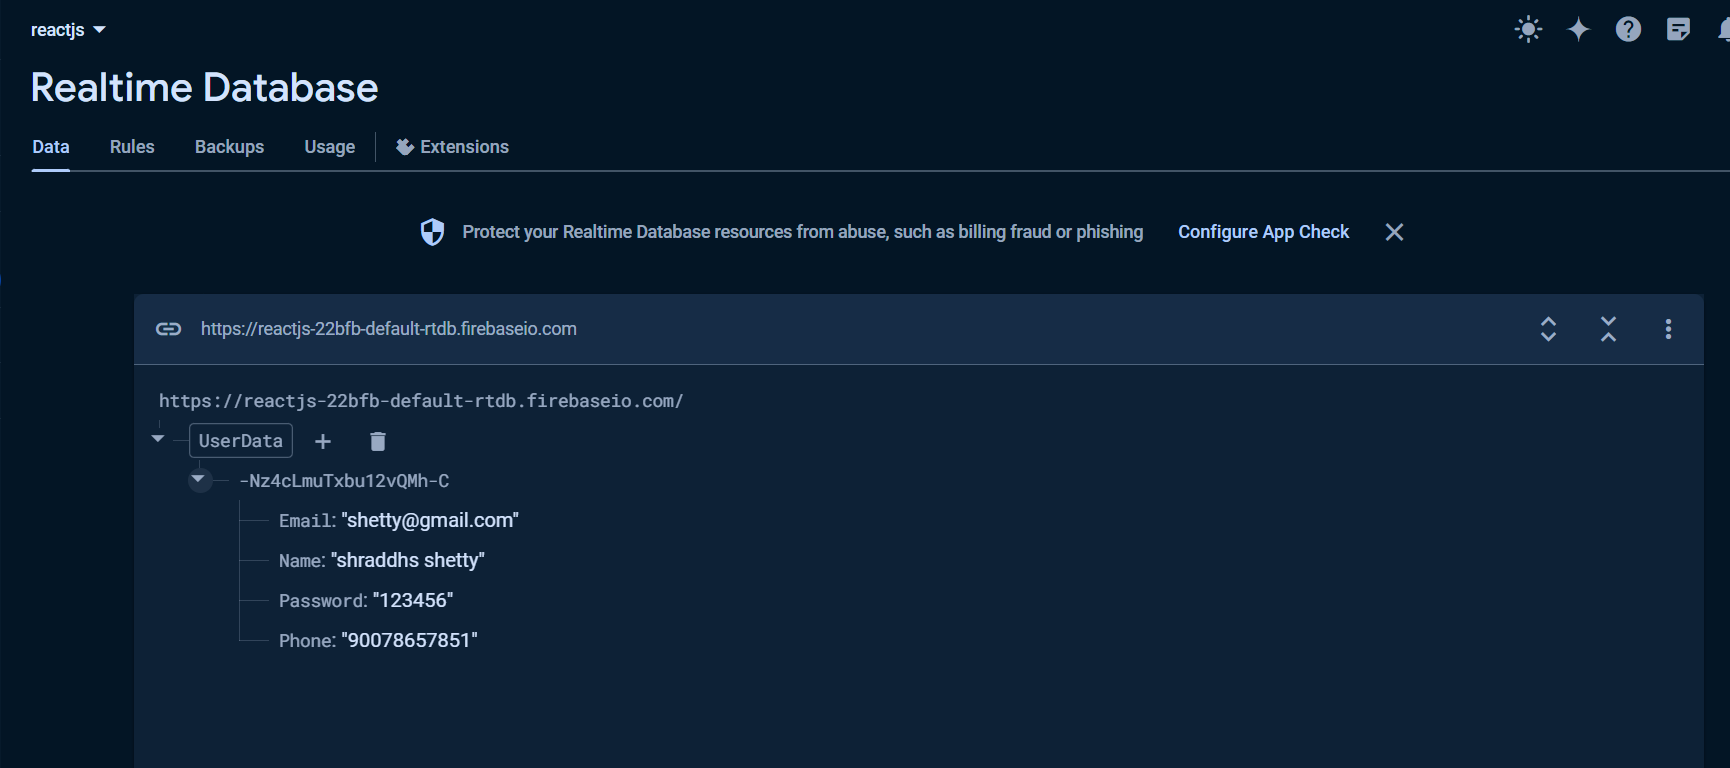 reactjs
Realtime Database
Data Rules Backups Usage Extensions
Protect your Realtime Database resources from abuse, such as billing fraud or phishing Configure App Check
https://reactjs-22bfb-default-rtdb.firebaseio.com
https://reactjs-22bfb-default-rtdb.firebaseio.com/
UserData
-Nz4cLmuTxbu12vQMh-C
Email: "shetty@gmail.com"
Name: "shraddhs shetty"
Password: "123456"
Phone: "90078657851"